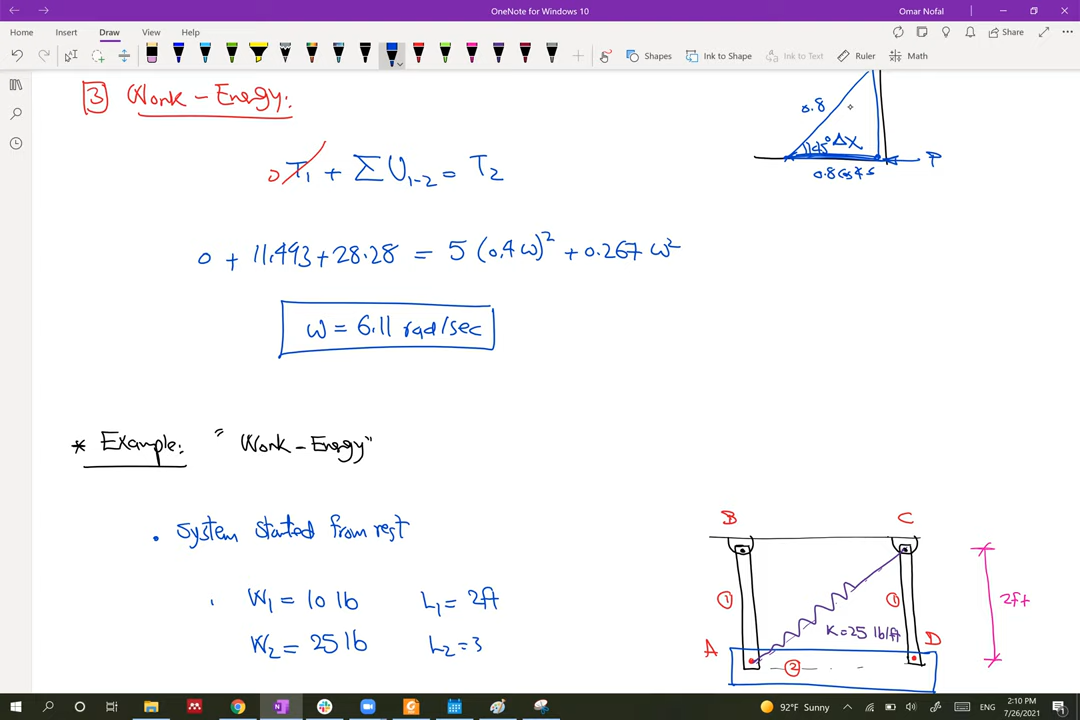 OneNote for Windows 10
Omar Nofal
Home Insert Draw View Help
Share
Shapes Ink to Shape Ink to Text Ruler Math
3 Work - Energy:
0.8
45° Δx
P
0.8 cos 45
0 T1 + ΣU1-2 = T2
0 + 11.493 + 28.28 = 5 (0.4ω)² + 0.267 ω²
ω = 6.11 rad/sec
* Example: "Work - Energy"
B C
• System started from rest
W1 = 10 lb L1 = 2ft
1 1 2ft
K=25 lb/ft
W2 = 25 lb L2 = 3
A D
2
92°F Sunny
2:10 PM
7/26/2021